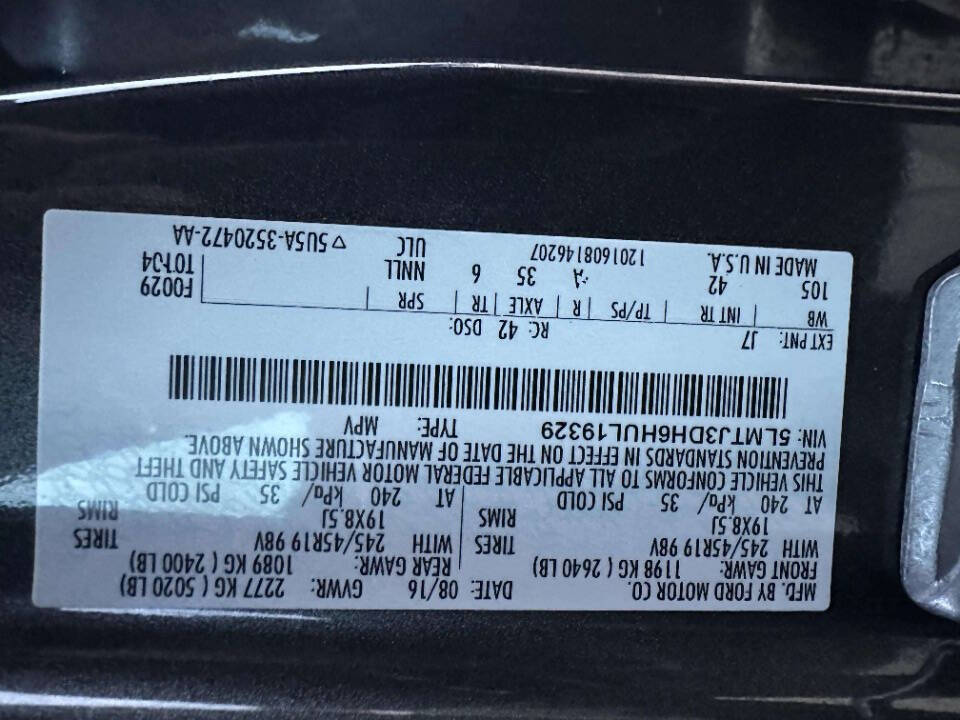 MFD. BY FORD MOTOR CO. DATE: 08/16 GVWR: 2277 KG ( 5020 LB)
FRONT GAWR: 1198 KG ( 2640 LB) REAR GAWR: 1089 KG ( 2400 LB)
WITH 245/45R19 98V TIRES WITH 245/45R19 98V TIRES
19X8.5J RIMS 19X8.5J RIMS
AT 240 kPa/ 35 PSI COLD AT 240 kPa/ 35 PSI COLD
THIS VEHICLE CONFORMS TO ALL APPLICABLE FEDERAL MOTOR VEHICLE SAFETY AND THEFT
PREVENTION STANDARDS IN EFFECT ON THE DATE OF MANUFACTURE SHOWN ABOVE.
VIN: 5LMTJ3DH6HUL19329 TYPE: MPV
EXT PNT: J7 RC: 42 DSO:
WB INT TR TP/PS R AXLE TR SPR F0029
105 42 A 35 6 NNLL T0104
MADE IN U.S.A. 1201608146207 ULC ▽ 5U5A-3520472-AA